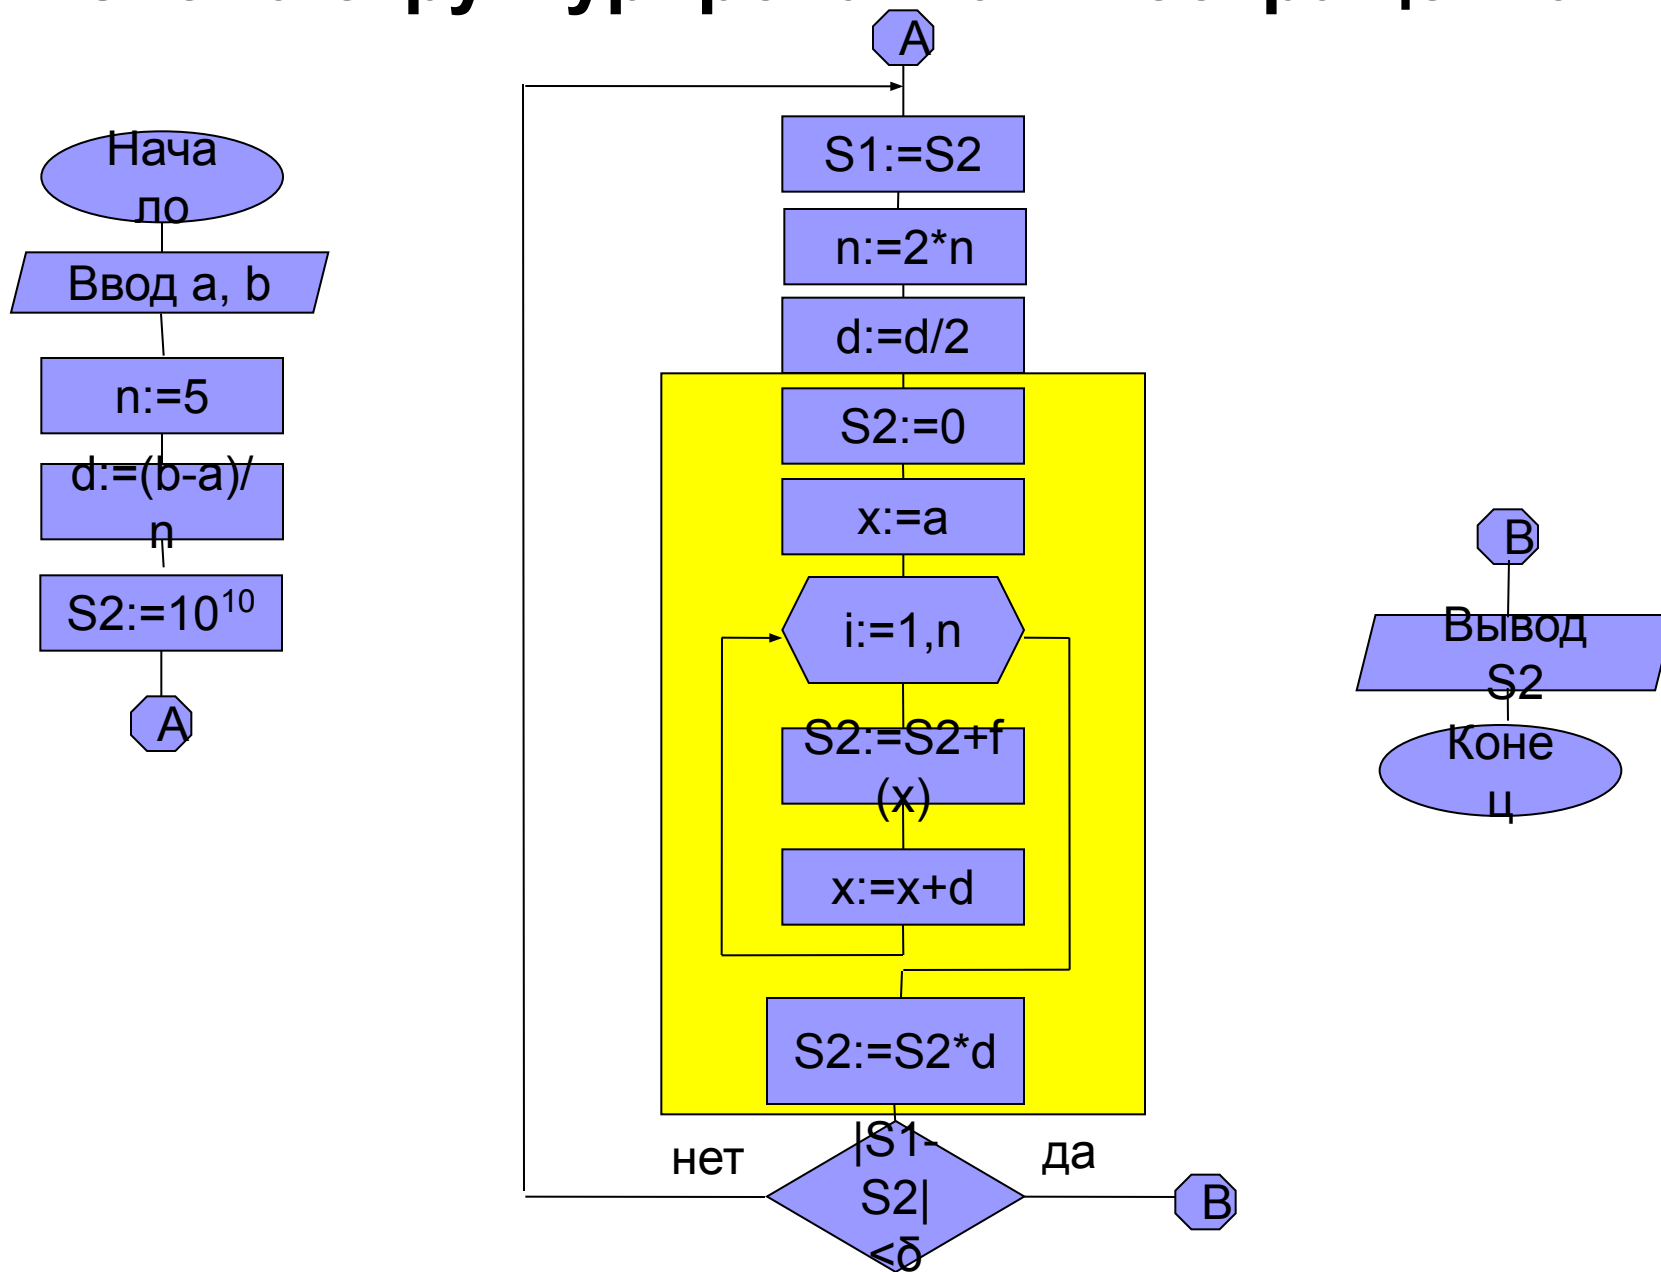 Нача
ло
Ввод a, b
n:=5
d:=(b-a)/
n
S2:=10¹⁰
A
A
S1:=S2
n:=2*n
d:=d/2
S2:=0
x:=a
i:=1,n
S2:=S2+f
(x)
x:=x+d
S2:=S2*d
|S1-
S2|
<δ
нет
да
B
B
Вывод
S2
Коне
ц